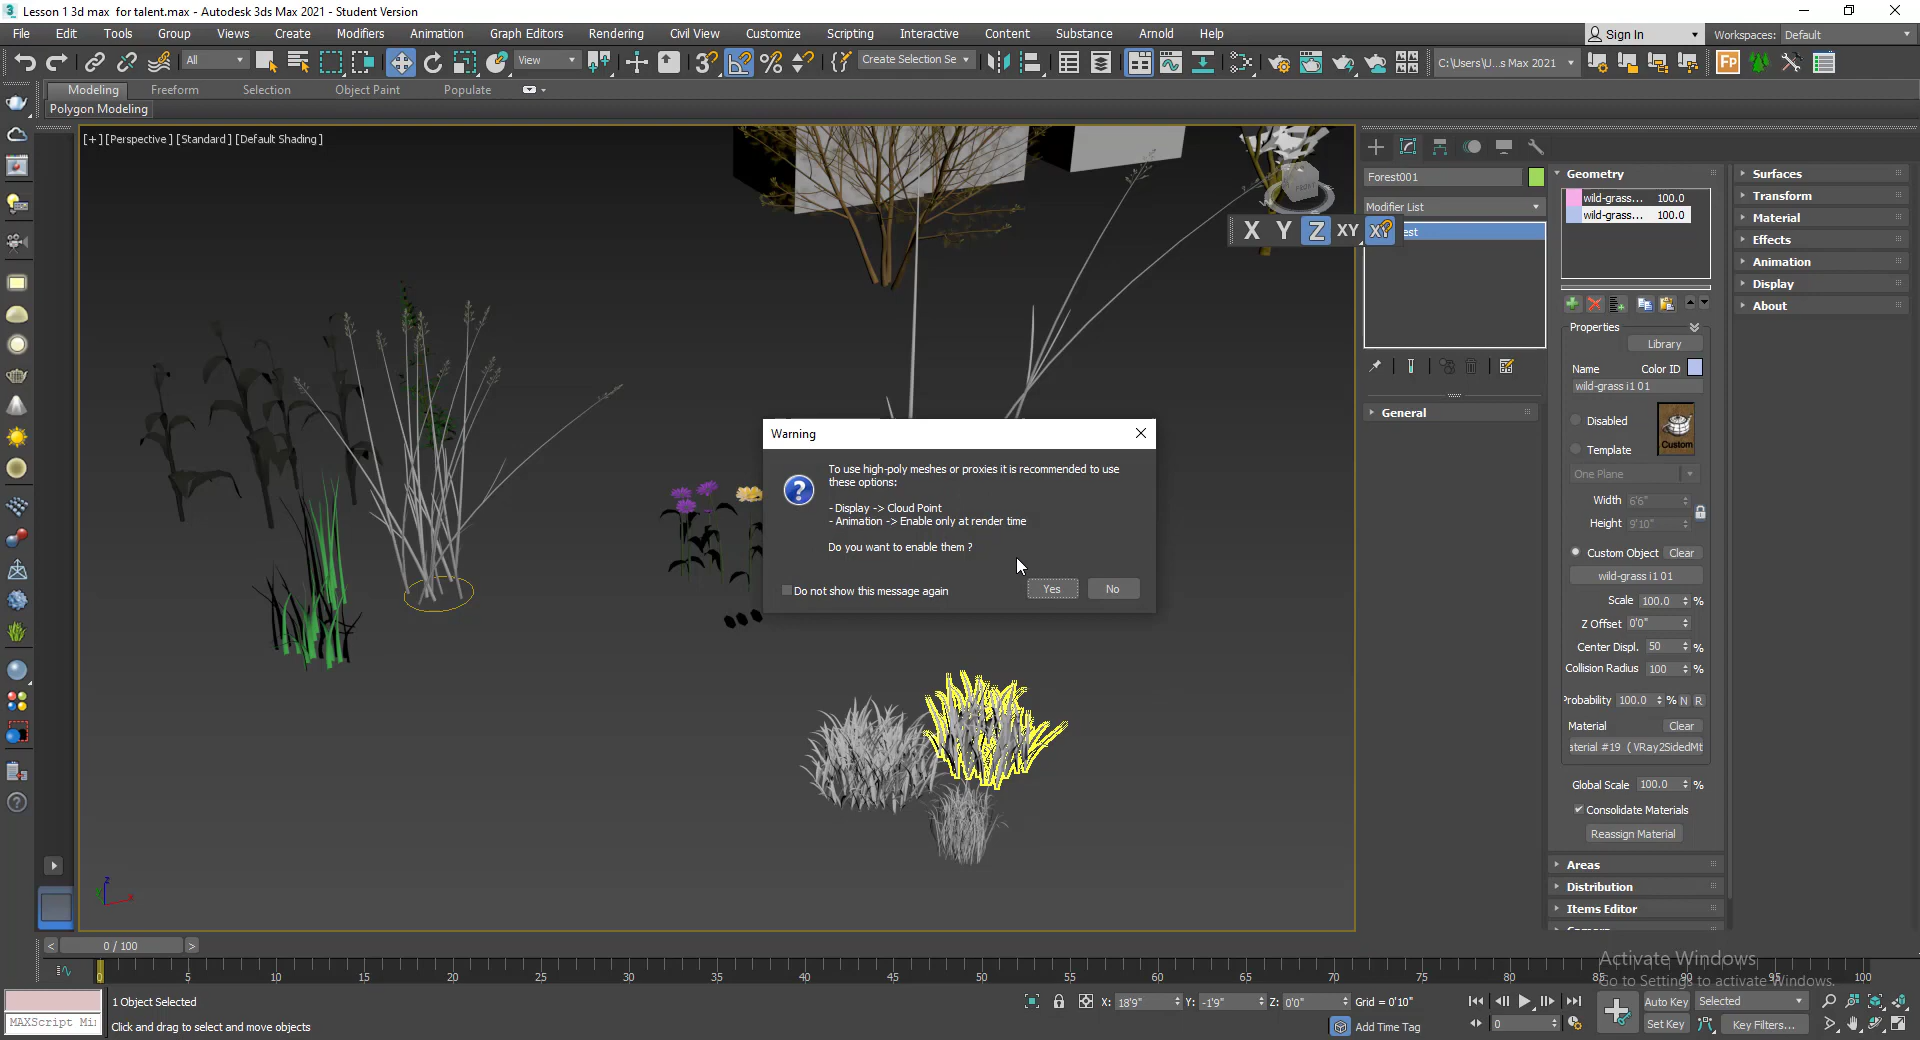 Lesson 1 3d max for talent.max - Autodesk 3ds Max 2021 - Student Version
File Edit Tools Group Views Create Modifiers Animation Graph Editors Rendering Civil View Customize Scripting Interactive Content Substance Arnold Help
Sign In Workspaces: Default
All View Create Selection Se C:\Users\U...s Max 2021
Modeling Freeform Selection Object Paint Populate
Polygon Modeling
[+] [Perspective] [Standard] [Default Shading]
FRONT
X Y Z XY
Forest001
Modifier List
est
General
Geometry
wild-grass... 100.0
wild-grass... 100.0
Properties
Library
Name Color ID
wild-grass i1 01
Disabled
Template
Custom
One Plane
Width 6'6"
Height 9'10"
Custom Object Clear
wild-grass i1 01
Scale 100.0 %
Z Offset 0'0"
Center Displ. 50 %
Collision Radius 100 %
Probability 100.0 % N R
Material Clear
aterial #19 ( VRay2SidedMt
Global Scale 100.0 %
Consolidate Materials
Reassign Material
Areas
Distribution
Items Editor
Surfaces
Transform
Material
Effects
Animation
Display
About
Warning
To use high-poly meshes or proxies it is recommended to use
these options:
- Display -> Cloud Point
- Animation -> Enable only at render time
Do you want to enable them ?
Do not show this message again
Yes No
Activate Windows
Go to Settings to activate Windows.
< 0 / 100 >
0 5 10 15 20 25 30 35 40 45 50 55 60 65 70 75 80 85 90 95 100
1 Object Selected
MAXScript Mi
Click and drag to select and move objects
X: 18'9" Y: -1'9" Z: 0'0" Grid = 0'10"
Add Time Tag
0
Auto Key Selected
Set Key Key Filters...